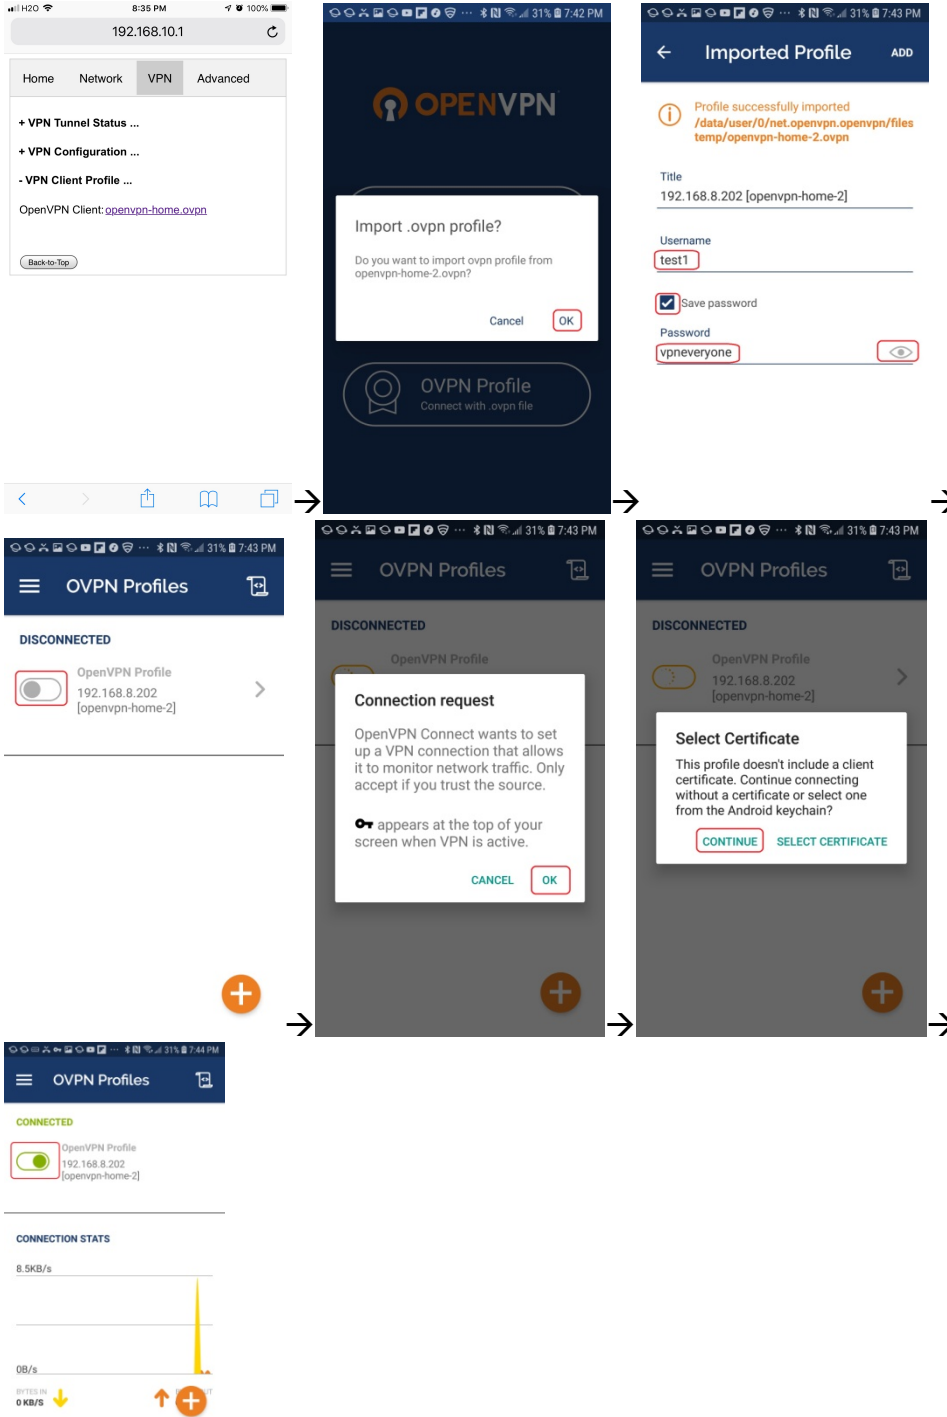 H2O 8:35 PM 100%
192.168.10.1
Home Network VPN Advanced
+ VPN Tunnel Status ...
+ VPN Configuration ...
- VPN Client Profile ...
OpenVPN Client: openvpn-home.ovpn
Back-to-Top
31% 7:42 PM
OPENVPN
Import .ovpn profile?
Do you want to import ovpn profile from
openvpn-home-2.ovpn?
Cancel OK
OVPN Profile
Connect with .ovpn file
31% 7:43 PM
Imported Profile ADD
Profile successfully imported
/data/user/0/net.openvpn.openvpn/files
temp/openvpn-home-2.ovpn
Title
192.168.8.202 [openvpn-home-2]
Username
test1
Save password
Password
vpneveryone
31% 7:43 PM
OVPN Profiles
DISCONNECTED
OpenVPN Profile
192.168.8.202
[openvpn-home-2]
31% 7:43 PM
OVPN Profiles
DISCONNECTED
OpenVPN Profile
Connection request
OpenVPN Connect wants to set
up a VPN connection that allows
it to monitor network traffic. Only
accept if you trust the source.
appears at the top of your
screen when VPN is active.
CANCEL OK
31% 7:43 PM
OVPN Profiles
DISCONNECTED
OpenVPN Profile
192.168.8.202
[openvpn-home-2]
Select Certificate
This profile doesn't include a client
certificate. Continue connecting
without a certificate or select one
from the Android keychain?
CONTINUE SELECT CERTIFICATE
31% 7:44 PM
OVPN Profiles
CONNECTED
OpenVPN Profile
192.168.8.202
[openvpn-home-2]
CONNECTION STATS
8.5KB/s
0B/s
BYTES IN
0 KB/S